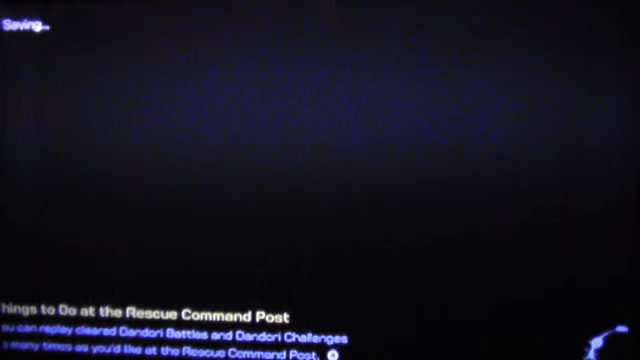 Saving...
hings to Do at the Rescue Command Post
ou can replay cleared Dandori Battles and Dandori Challenges
s many times as you'd like at the Rescue Command Post.